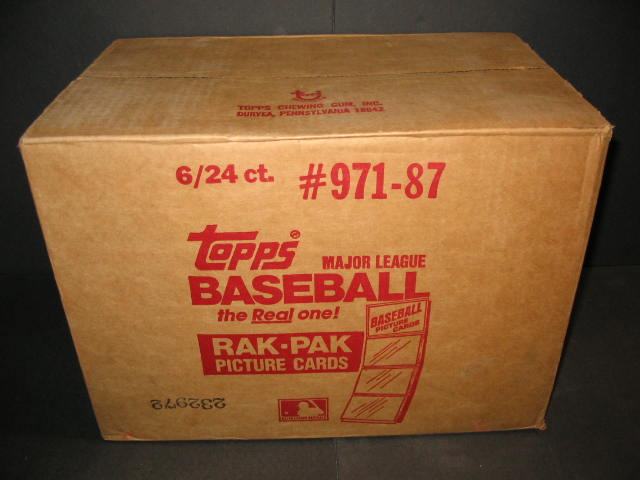 TOPPS CHEWING GUM, INC.
DURYEA, PENNSYLVANIA 18642
6/24 ct. #971-87
Topps®
MAJOR LEAGUE
BASEBALL
the Real one!
RAK-PAK
PICTURE CARDS
BASEBALL
PICTURE
CARDS
232972